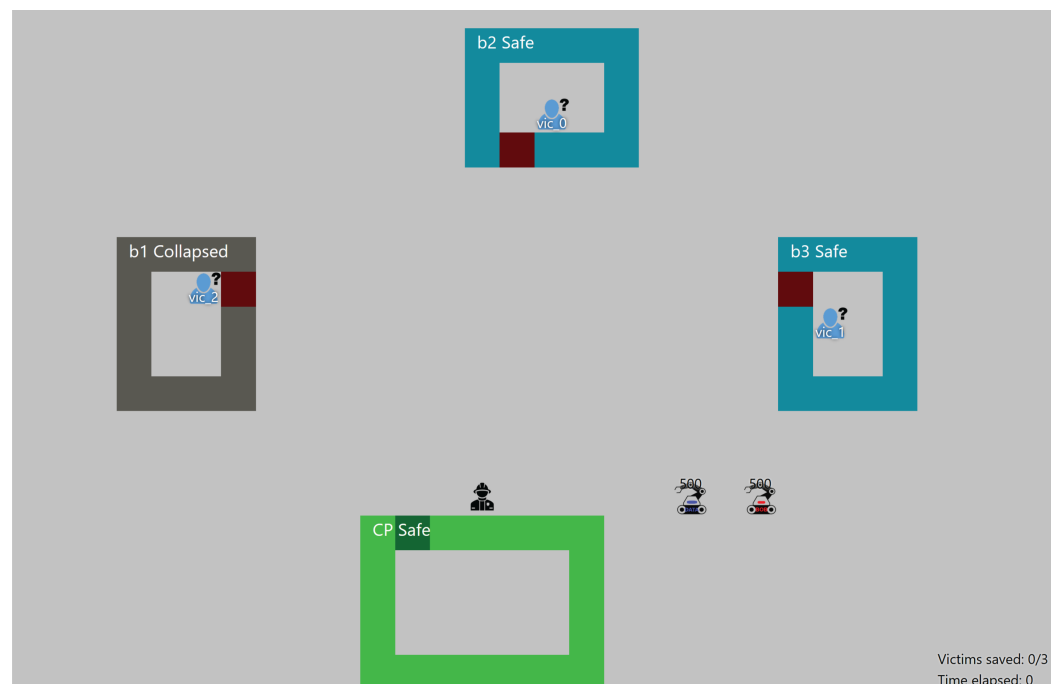 b2 Safe
?
vic_0
b1 Collapsed
?
vic_2
b3 Safe
?
vic_1
500
500
DATA
CP Safe
Victims saved: 0/3
Time elapsed: 0